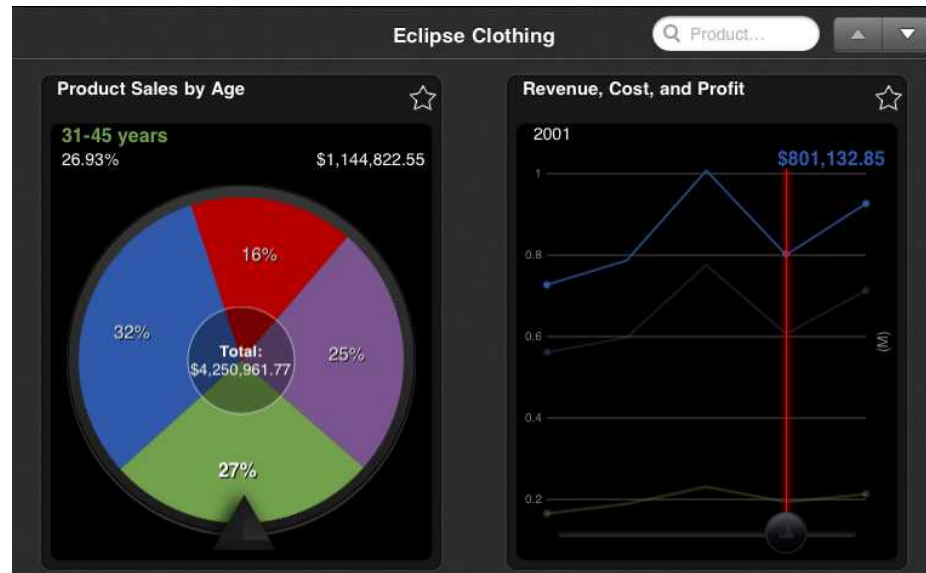 Eclipse Clothing
Product...
Product Sales by Age
31-45 years
26.93%
$1,144,822.55
16%
32%
25%
Total:
$4,250,961.77
27%
Revenue, Cost, and Profit
2001
$801,132.85
1
0.8
0.6
0.4
0.2
(M)